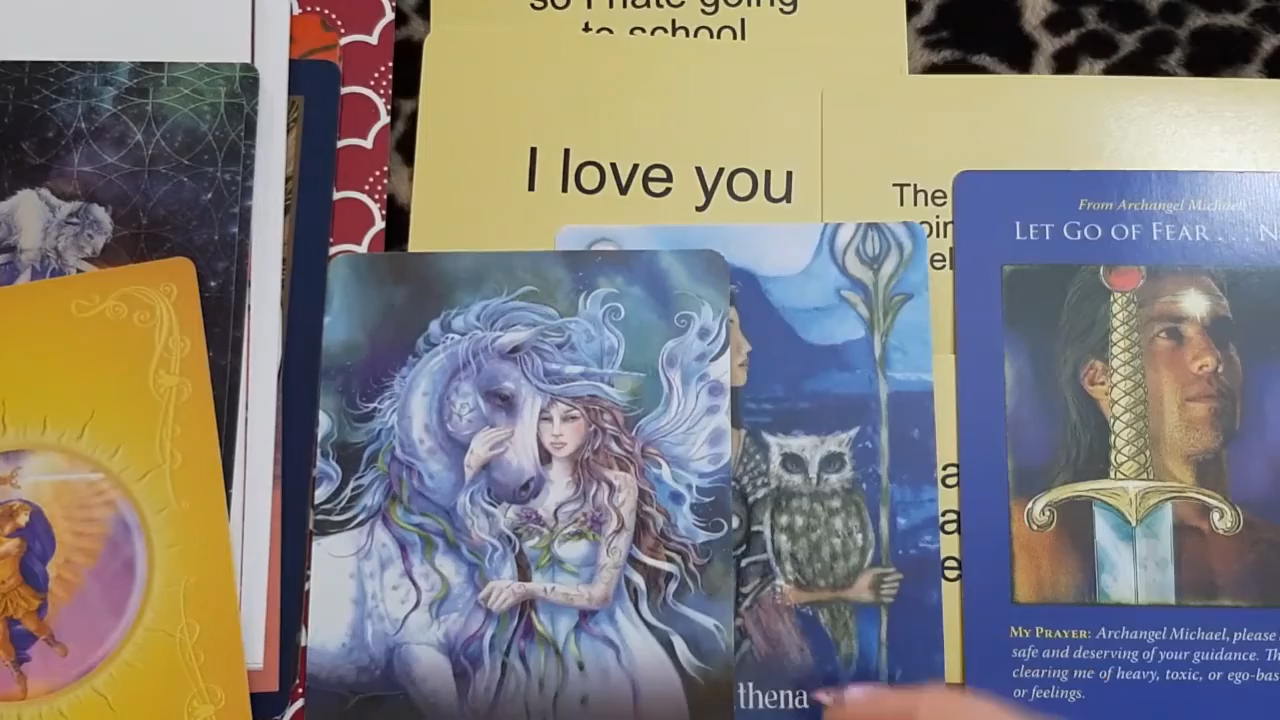 so I hate going
to school
I love you
The
From Archangel Michael
LET GO OF FEAR . . .
a
a
e
thena
MY PRAYER: Archangel Michael, please
safe and deserving of your guidance. Th
clearing me of heavy, toxic, or ego-bas
or feelings.